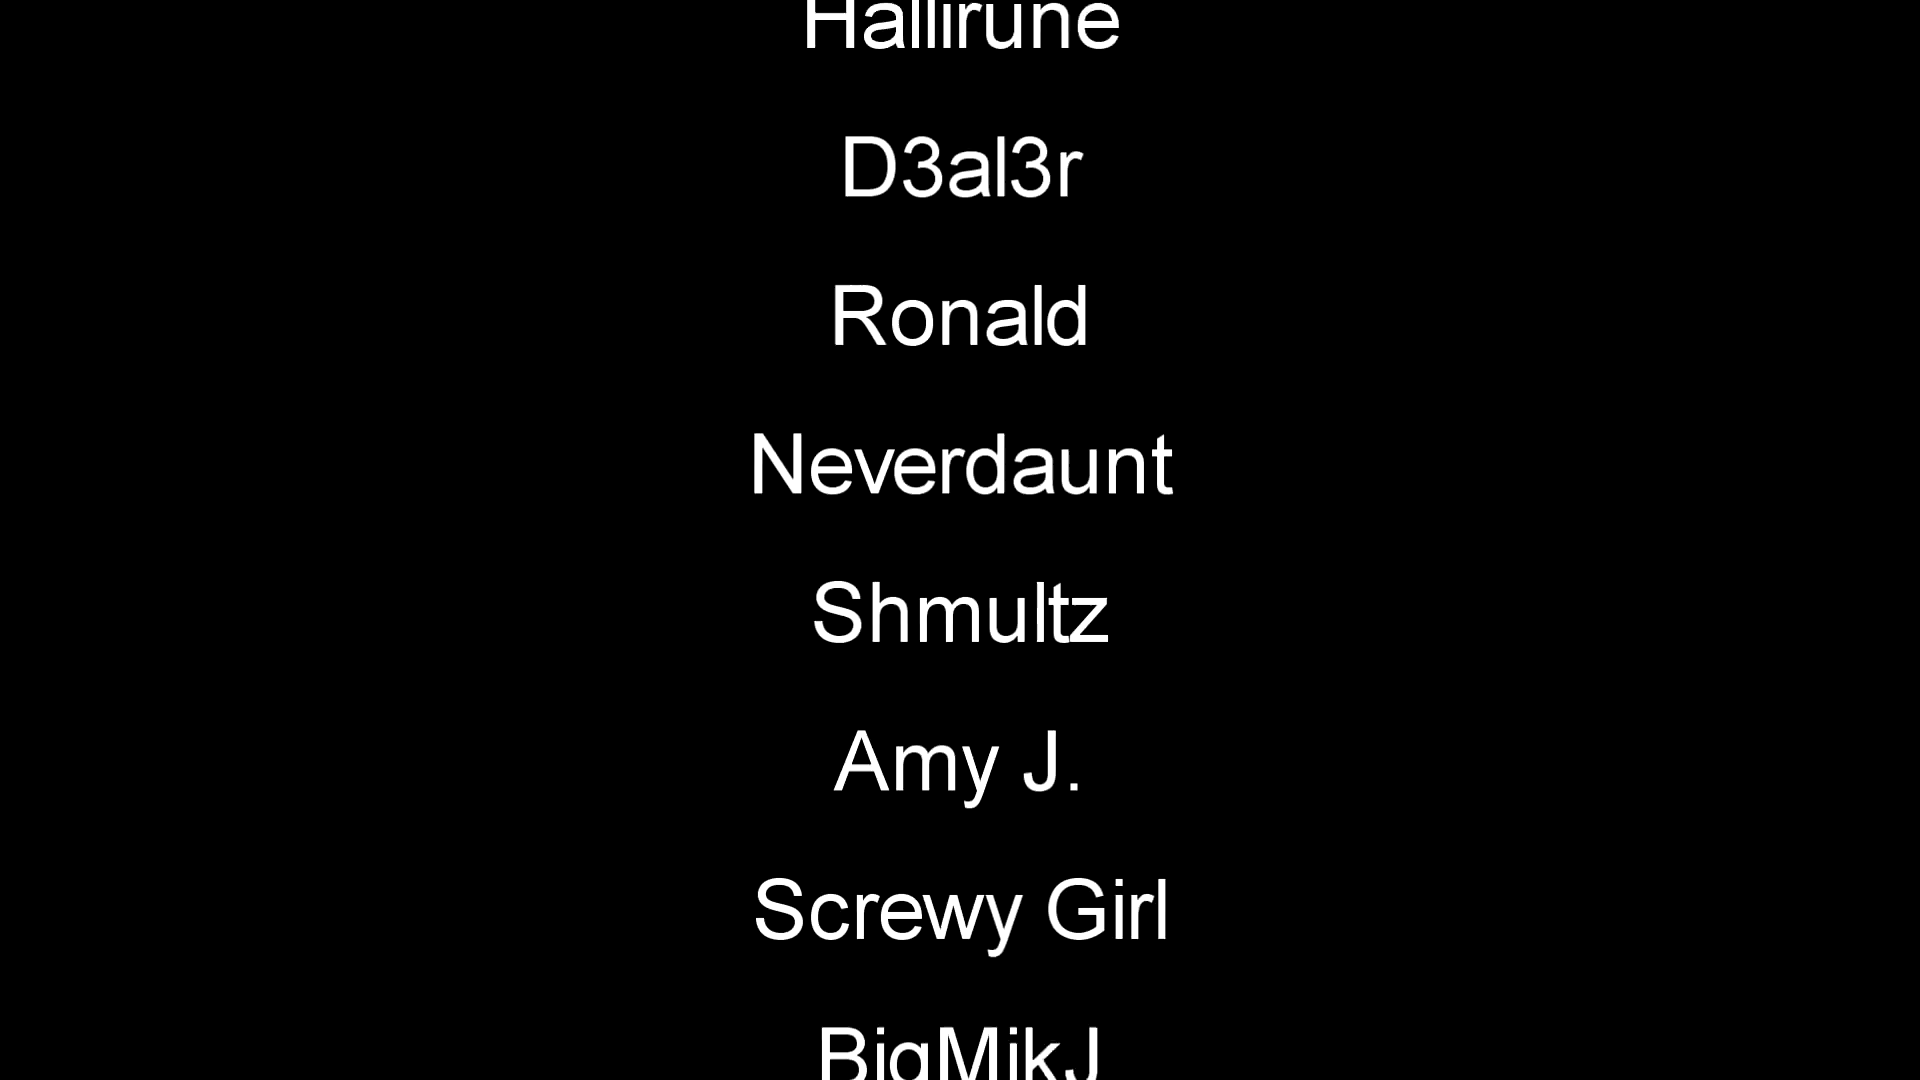 Hallirune
D3al3r
Ronald
Neverdaunt
Shmultz
Amy J.
Screwy Girl
BigMikJ